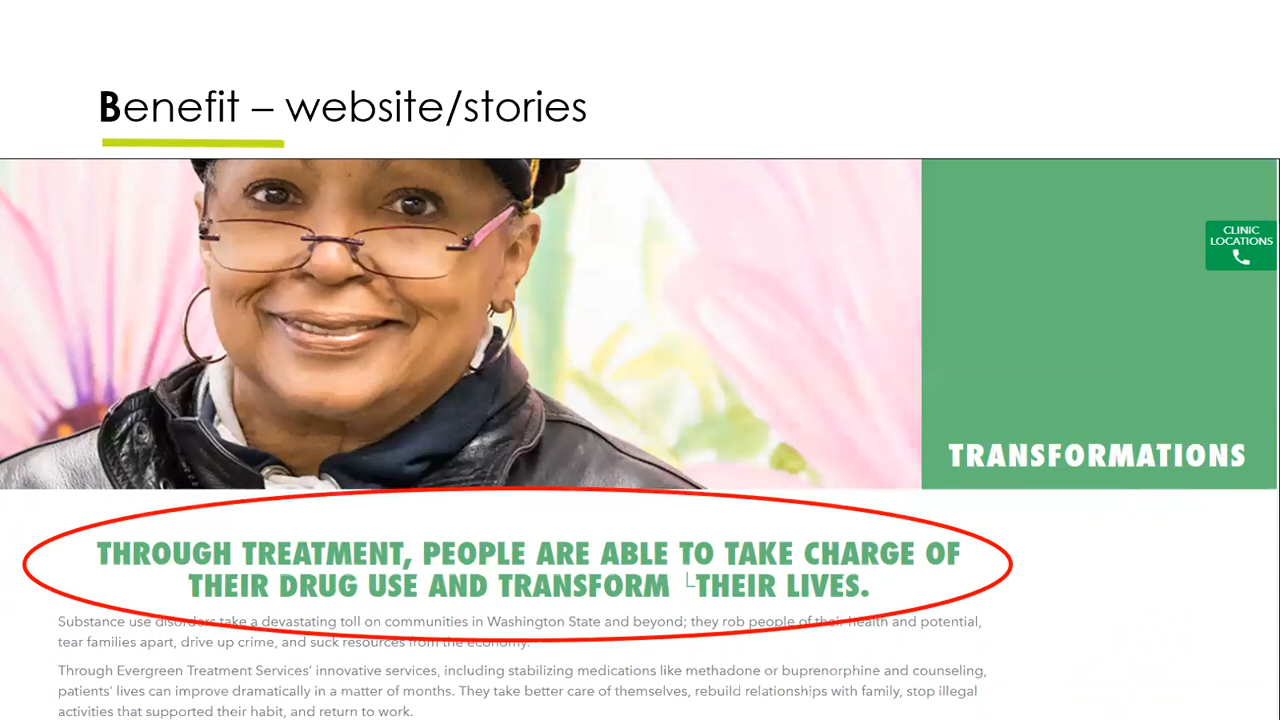 Benefit – website/stories
CLINIC
LOCATIONS
TRANSFORMATIONS
THROUGH TREATMENT, PEOPLE ARE ABLE TO TAKE CHARGE OF
THEIR DRUG USE AND TRANSFORM THEIR LIVES.
Substance use disorders take a devastating toll on communities in Washington State and beyond; they rob people of their health and potential,
tear families apart, drive up crime, and suck resources from the economy.
Through Evergreen Treatment Services’ innovative services, including stabilizing medications like methadone or buprenorphine and counseling,
patients’ lives can improve dramatically in a matter of months. They take better care of themselves, rebuild relationships with family, stop illegal
activities that supported their habit, and return to work.